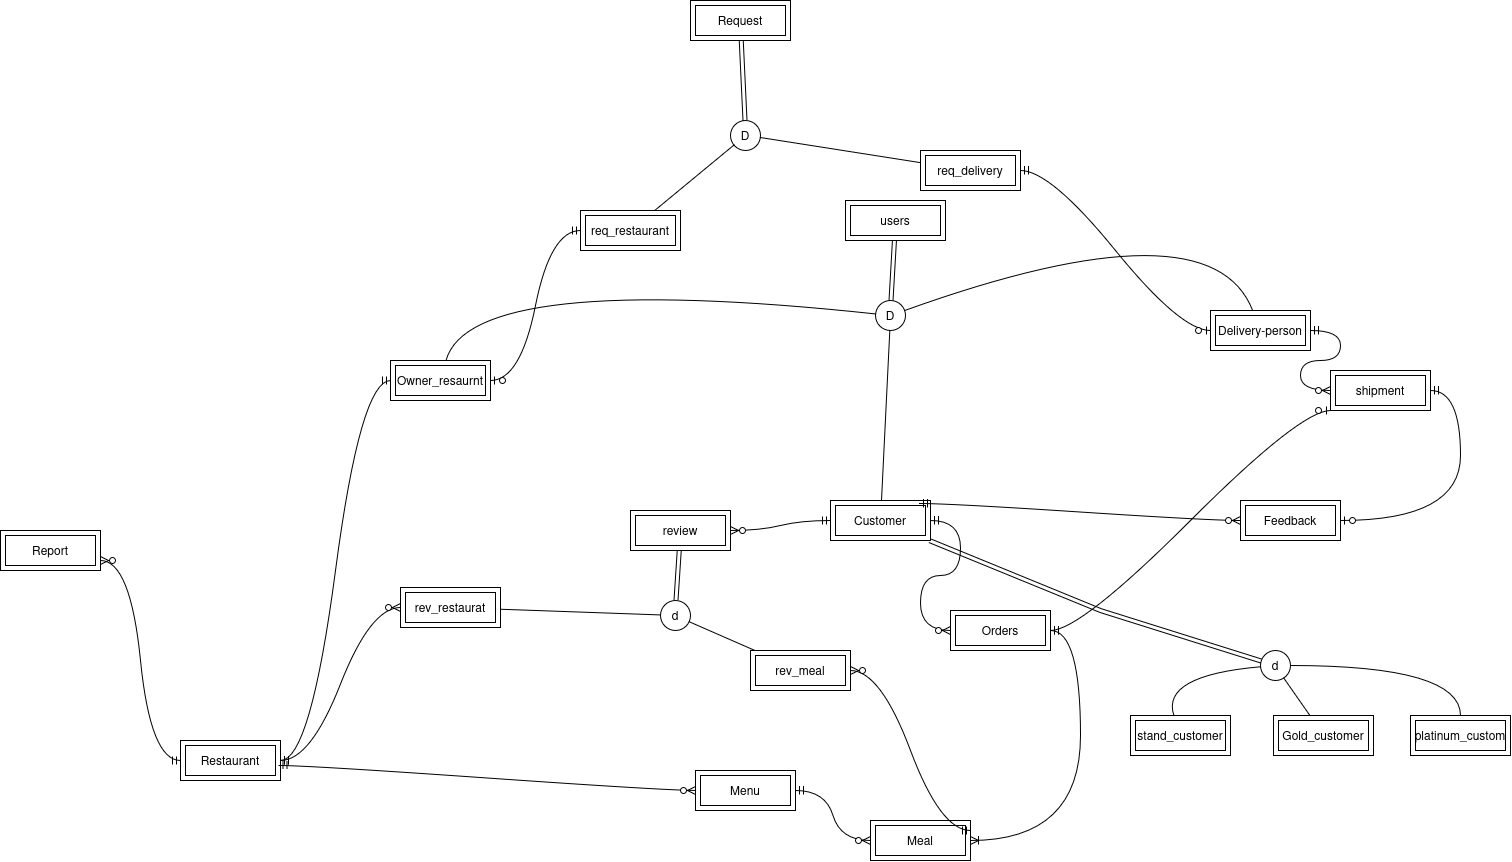 Request
D
req_delivery
users
req_restaurant
D
Delivery-person
Owner_resaurnt
shipment
Customer
Feedback
review
Report
rev_restaurat
d
Orders
rev_meal
d
stand_customer
Gold_customer
platinum_custom
Restaurant
Menu
Meal